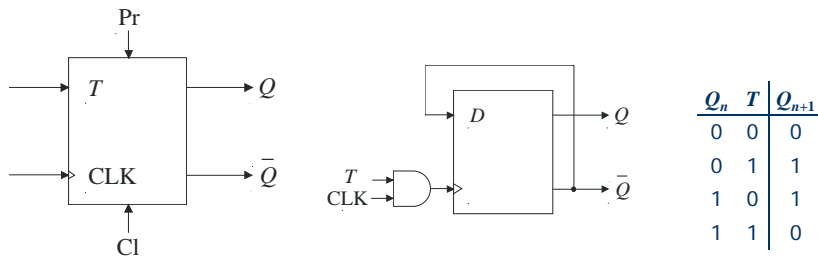 Pr
T
Q
CLK
Q̅
Cl
D
Q
T
CLK
Q̅
Qn T Qn+1
0 0 0
0 1 1
1 0 1
1 1 0